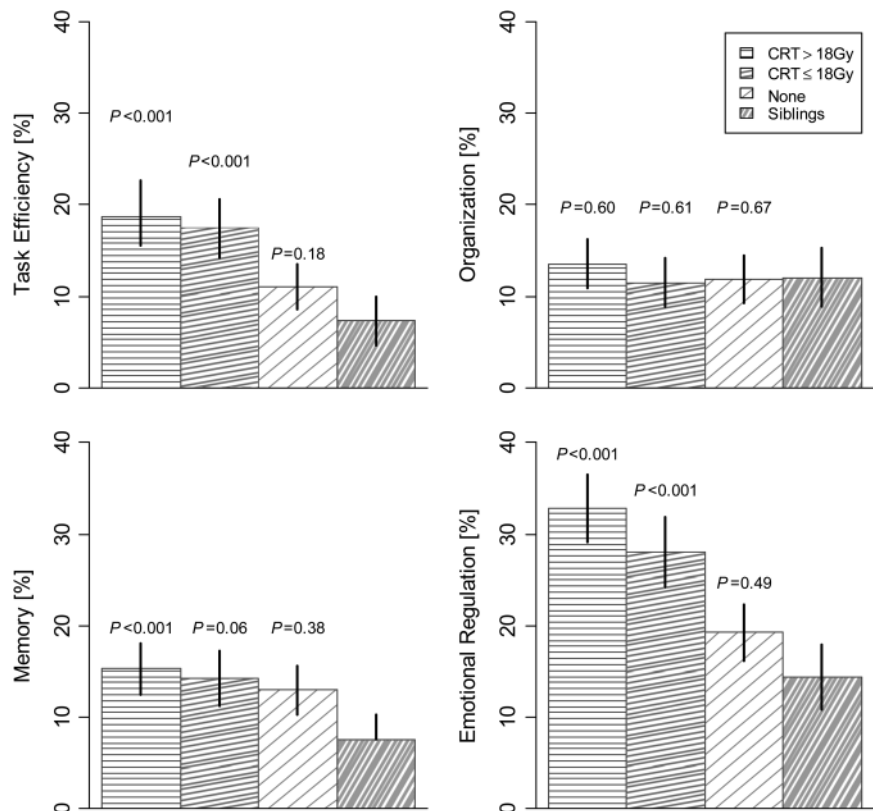 Task Efficiency [%]
40
30
20
10
0
P<0.001
P<0.001
P=0.18
Organization [%]
40
30
20
10
0
P=0.60
P=0.61
P=0.67
CRT > 18Gy
CRT ≤ 18Gy
None
Siblings
Memory [%]
40
30
20
10
0
P<0.001
P=0.06
P=0.38
Emotional Regulation [%]
40
30
20
10
0
P<0.001
P<0.001
P=0.49